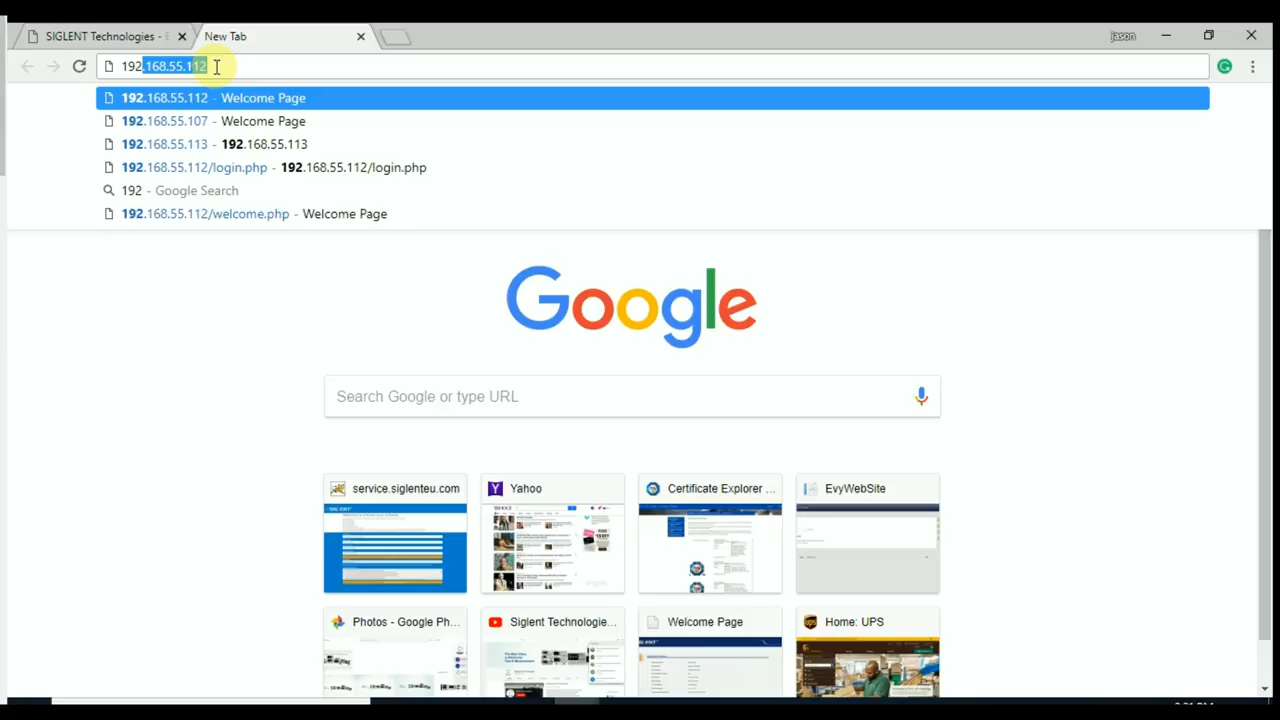 SIGLENT Technologies -
New Tab
jason
192.168.55.112
192.168.55.112 - Welcome Page
192.168.55.107 - Welcome Page
192.168.55.113 - 192.168.55.113
192.168.55.112/login.php - 192.168.55.112/login.php
192 - Google Search
192.168.55.112/welcome.php - Welcome Page
Google
Search Google or type URL
service.siglenteu.com
Yahoo
Certificate Explorer ...
EvyWebSite
Photos - Google Ph...
Siglent Technologie...
Welcome Page
Home: UPS